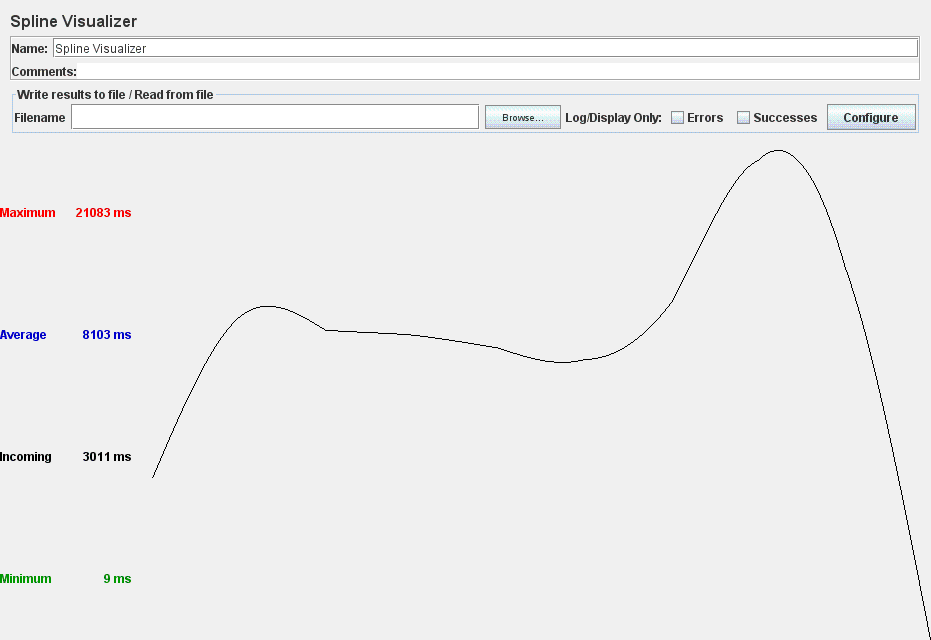 Spline Visualizer
Name: Spline Visualizer
Comments:
Write results to file / Read from file
Filename Browse... Log/Display Only: Errors Successes Configure
Maximum 21083 ms
Average 8103 ms
Incoming 3011 ms
Minimum 9 ms